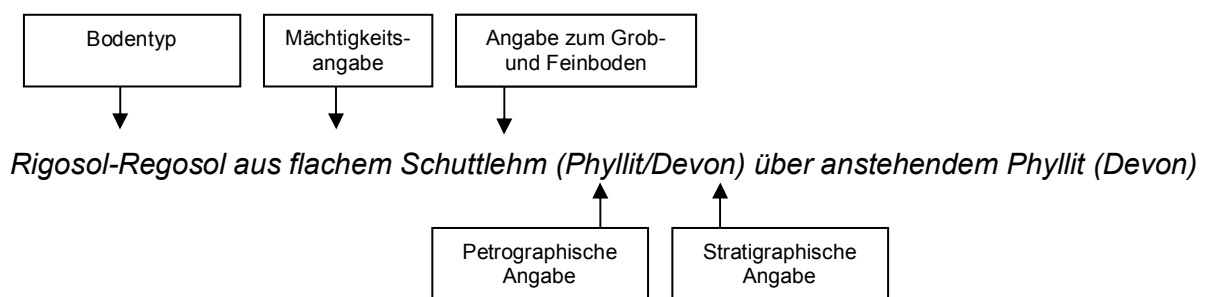 Bodentyp
Mächtigkeits-
angabe
Angabe zum Grob-
und Feinboden
Rigosol-Regosol aus flachem Schuttlehm (Phyllit/Devon) über anstehendem Phyllit (Devon)
Petrographische
Angabe
Stratigraphische
Angabe